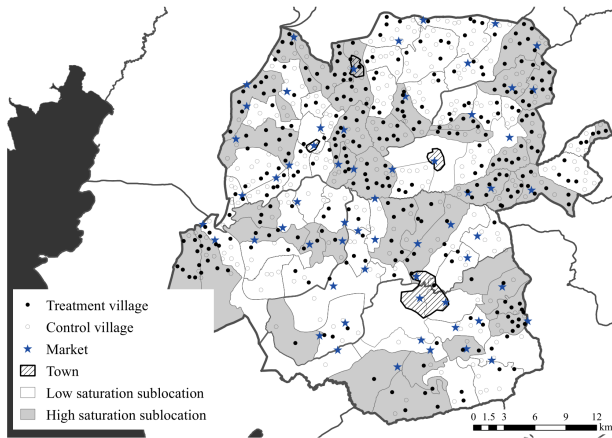 Treatment village
Control village
Market
Town
Low saturation sublocation
High saturation sublocation
0 1.5 3 6 9 12
km